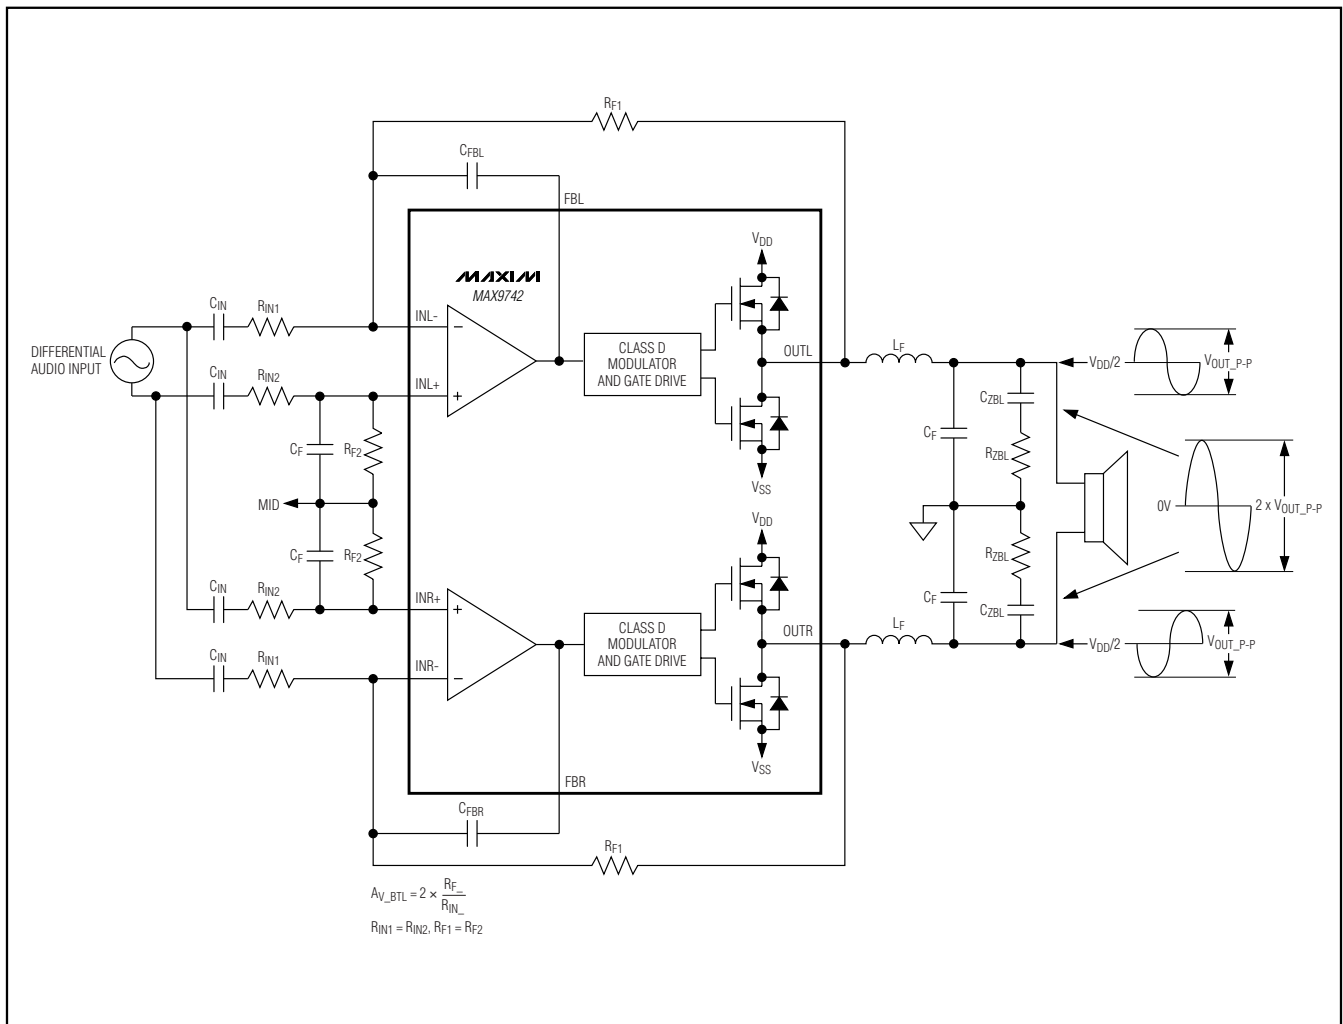 RF1
CFBL
FBL
VDD
MAXIM
MAX9742
CIN
RIN1
INL-
−
DIFFERENTIAL
AUDIO INPUT
CLASS D
MODULATOR
AND GATE DRIVE
OUTL
LF
VDD/2
VOUT_P-P
CIN
RIN2
INL+
+
CZBL
CF
RF2
CF
RZBL
VSS
MID
0V
2 x VOUT_P-P
VDD
CF
RF2
RZBL
CIN
RIN2
INR+
+
CF
CZBL
CLASS D
MODULATOR
AND GATE DRIVE
OUTR
LF
VDD/2
VOUT_P-P
CIN
RIN1
INR-
−
VSS
FBR
CFBR
RF1
AV_BTL = 2 × RF_
RIN_
RIN1 = RIN2, RF1 = RF2